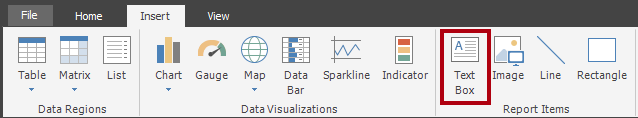 File Home Insert View
Table Matrix List Chart Gauge Map Data Bar Sparkline Indicator Text Box Image Line Rectangle
Data Regions Data Visualizations Report Items